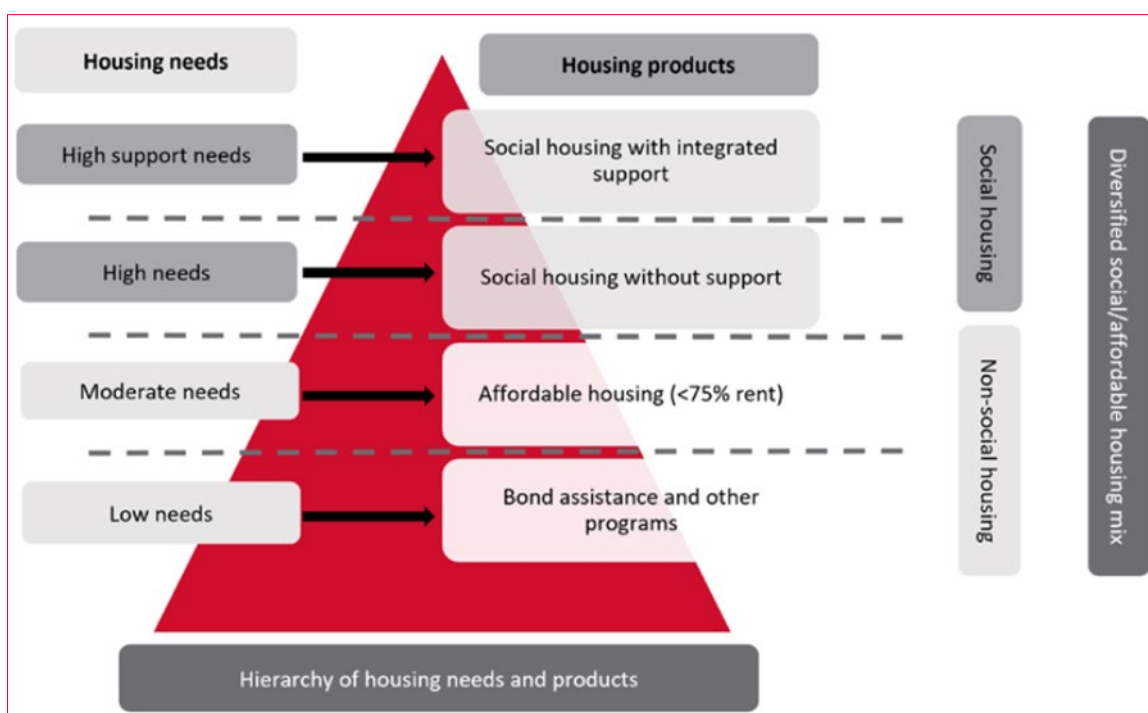 Housing needs
Housing products
High support needs
Social housing with integrated
support
High needs
Social housing without support
Moderate needs
Affordable housing (<75% rent)
Low needs
Bond assistance and other
programs
Social housing
Non-social housing
Diversified social/affordable housing mix
Hierarchy of housing needs and products